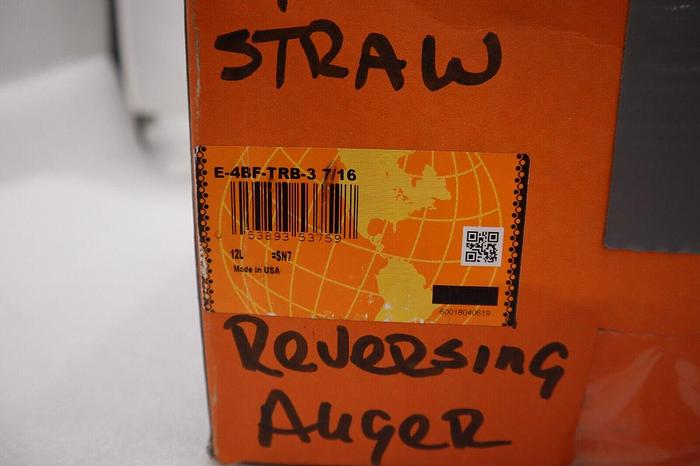 STRAW
E-4BF-TRB-3 7/16
53893 53759
12L =SN7
Made in USA
60018040619
REVERSING
AUGER